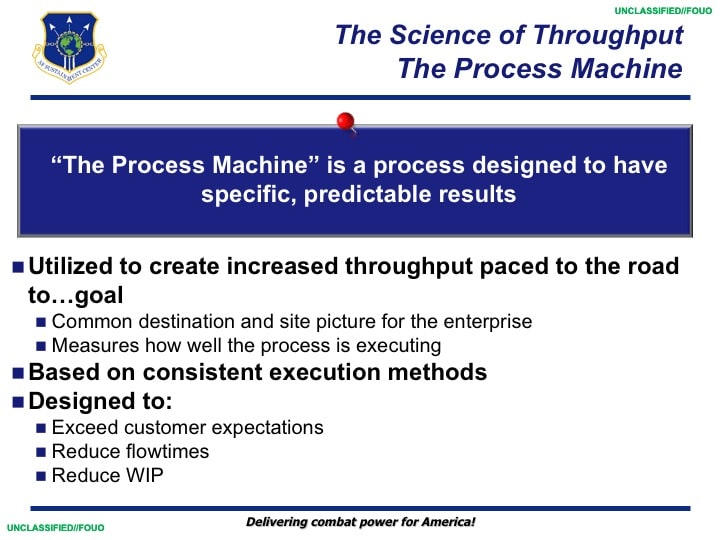 UNCLASSIFIED//FOUO
The Science of Throughput
The Process Machine
AF SUSTAINMENT CENTER
“The Process Machine” is a process designed to have
specific, predictable results
Utilized to create increased throughput paced to the road
to…goal
Common destination and site picture for the enterprise
Measures how well the process is executing
Based on consistent execution methods
Designed to:
Exceed customer expectations
Reduce flowtimes
Reduce WIP
Delivering combat power for America!
UNCLASSIFIED//FOUO